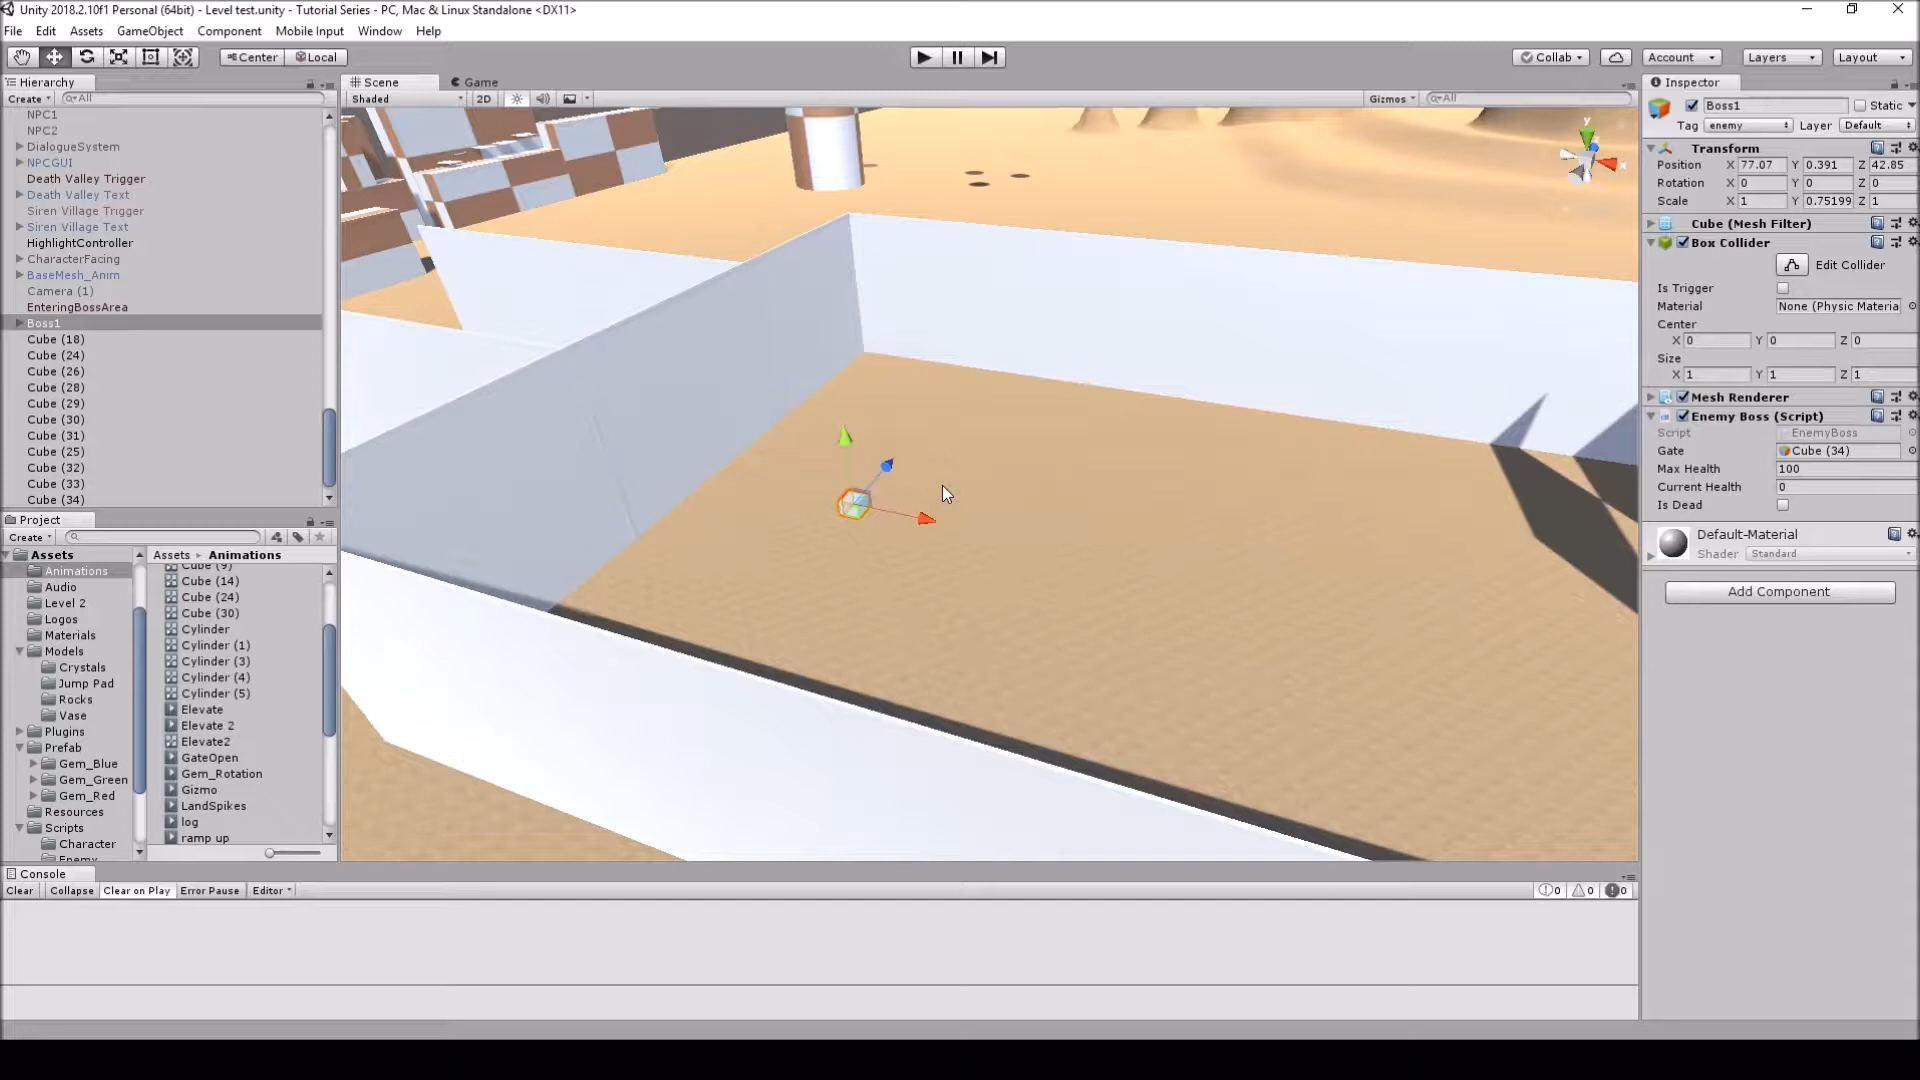 Unity 2018.2.10f1 Personal (64bit) - Level test.unity - Tutorial Series - PC, Mac & Linux Standalone <DX11>
File Edit Assets GameObject Component Mobile Input Window Help
Center Local Collab Account Layers Layout
Hierarchy
Create All
NPC1
NPC2
DialogueSystem
NPCGUI
Death Valley Trigger
Death Valley Text
Siren Village Trigger
Siren Village Text
HighlightController
CharacterFacing
BaseMesh_Anim
Camera (1)
EnteringBossArea
Boss1
Cube (18)
Cube (24)
Cube (26)
Cube (28)
Cube (29)
Cube (30)
Cube (31)
Cube (25)
Cube (32)
Cube (33)
Cube (34)
Project
Create
Assets
Animations
Audio
Level 2
Logos
Materials
Models
Crystals
Jump Pad
Rocks
Vase
Plugins
Prefab
Gem_Blue
Gem_Green
Gem_Red
Resources
Scripts
Character
Enemy
Assets Animations
Cube (9)
Cube (14)
Cube (24)
Cube (30)
Cylinder
Cylinder (1)
Cylinder (3)
Cylinder (4)
Cylinder (5)
Elevate
Elevate 2
Elevate2
GateOpen
Gem_Rotation
Gizmo
LandSpikes
log
ramp up
Scene Game
Shaded 2D Gizmos All
y
Console
Clear Collapse Clear on Play Error Pause Editor 0 0 0
Inspector
Boss1 Static
Tag enemy Layer Default
Transform
Position X 77.07 Y 0.391 Z 42.85
Rotation X 0 Y 0 Z 0
Scale X 1 Y 0.75199 Z 1
Cube (Mesh Filter)
Box Collider
Edit Collider
Is Trigger
Material None (Physic Materia
Center
X 0 Y 0 Z 0
Size
X 1 Y 1 Z 1
Mesh Renderer
Enemy Boss (Script)
Script EnemyBoss
Gate Cube (34)
Max Health 100
Current Health 0
Is Dead
Default-Material
Shader Standard
Add Component